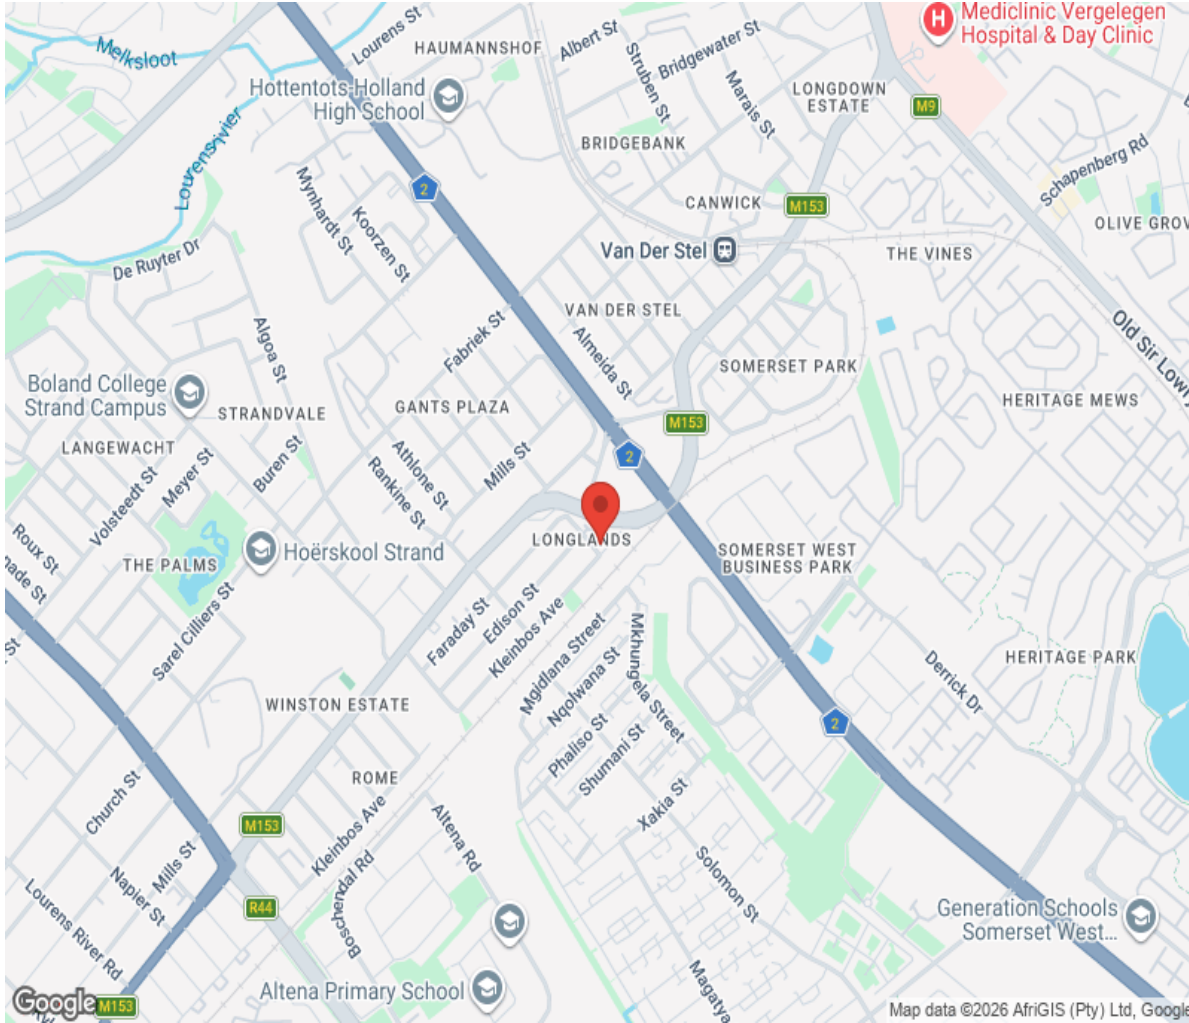 Mediclinic Vergelegen
Hospital & Day Clinic
Lourens St
HAUMANNSHOF
Albert St
Struben St
Bridgewater St
Marais St
LONGDOWN
ESTATE
M9
Melksloot
Hottentots-Holland
High School
BRIDGEBANK
Schapenberg Rd
Mynhardt St
Koorzen St
2
CANWICK
M153
OLIVE GROV
De Ruyter Dr
Van Der Stel
THE VINES
VAN DER STEL
Algoa St
Fabriek St
Almeida St
Old Sir Lowry
SOMERSET PARK
Boland College
Strand Campus
STRANDVALE
GANTS PLAZA
HERITAGE MEWS
M153
LANGEWACHT
Meyer St
Buren St
Athlone St
Mills St
2
Volsteedt St
Rankine St
Roux St
THE PALMS
Hoërskool Strand
LONGLANDS
SOMERSET WEST
BUSINESS PARK
Sarel Cilliers St
Faraday St
Edison St
Kleinbos Ave
Mgidlana Street
Mkhungela Street
Nqolwana St
HERITAGE PARK
Derrick Dr
WINSTON ESTATE
Phaliso St
Shumani St
2
ROME
Church St
Kleinbos Ave
Altena Rd
Xakia St
M153
Mills St
Napier St
Boschendal Rd
Solomon St
Lourens River Rd
R44
Generation Schools
Somerset West...
Altena Primary School
Magatya
Google
M153
Map data ©2026 AfriGIS (Pty) Ltd, Google